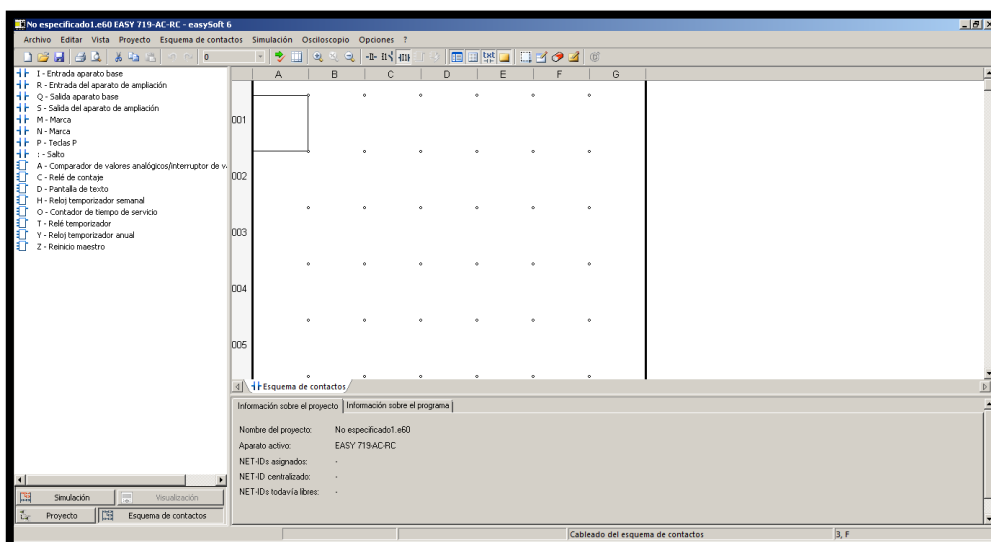 No especificado1.e60 EASY 719-AC-RC - easySoft 6
Archivo Editar Vista Proyecto Esquema de contactos Simulación Osciloscopio Opciones ?
0
txt
I - Entrada aparato base
R - Entrada del aparato de ampliación
Q - Salida aparato base
S - Salida del aparato de ampliación
M - Marca
N - Marca
P - Teclas P
: - Salto
A - Comparador de valores analógicos/interruptor de v
C - Relé de contaje
D - Pantalla de texto
H - Reloj temporizador semanal
O - Contador de tiempo de servicio
T - Relé temporizador
Y - Reloj temporizador anual
Z - Reinicio maestro
A B C D E F G
001
002
003
004
005
Esquema de contactos
Información sobre el proyecto Información sobre el programa
Nombre del proyecto: No especificado1.e60
Aparato activo: EASY 719-AC-RC
NET-IDs asignados: -
NET-ID centralizado: -
NET-IDs todavía libres: -
Simulación Visualización
Proyecto Esquema de contactos
Cableado del esquema de contactos 3, F